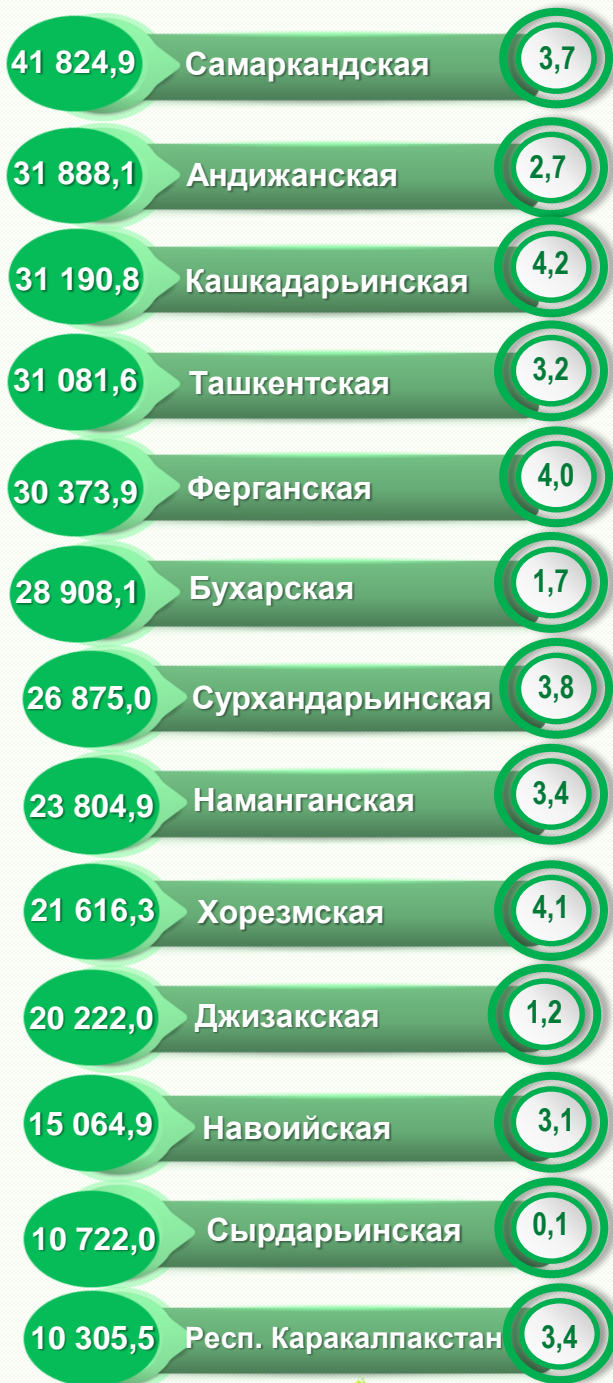 41 824,9 Самаркандская 3,7
31 888,1 Андижанская 2,7
31 190,8 Кашкадарьинская 4,2
31 081,6 Ташкентская 3,2
30 373,9 Ферганская 4,0
28 908,1 Бухарская 1,7
26 875,0 Сурхандарьинская 3,8
23 804,9 Наманганская 3,4
21 616,3 Хорезмская 4,1
20 222,0 Джизакская 1,2
15 064,9 Навоийская 3,1
10 722,0 Сырдарьинская 0,1
10 305,5 Респ. Каракалпакстан 3,4